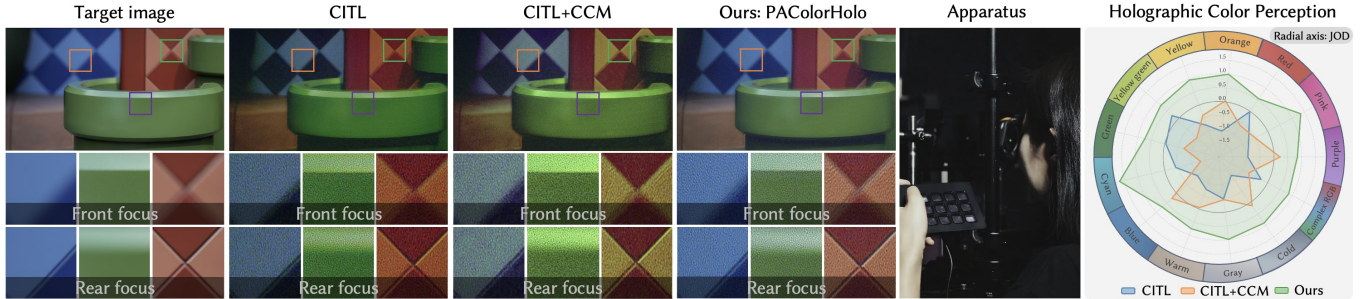 Target image
CITL
CITL+CCM
Ours: PAColorHolo
Apparatus
Holographic Color Perception
Radial axis: JOD
Front focus
Front focus
Front focus
Front focus
Rear focus
Rear focus
Rear focus
Rear focus
Orange
Red
Pink
Purple
Complex RGB
Cold
Gray
Warm
Blue
Cyan
Green
Yellow green
Yellow
1.5
1.0
0.5
0.0
-0.5
-1.0
-1.5
CITL
CITL+CCM
Ours